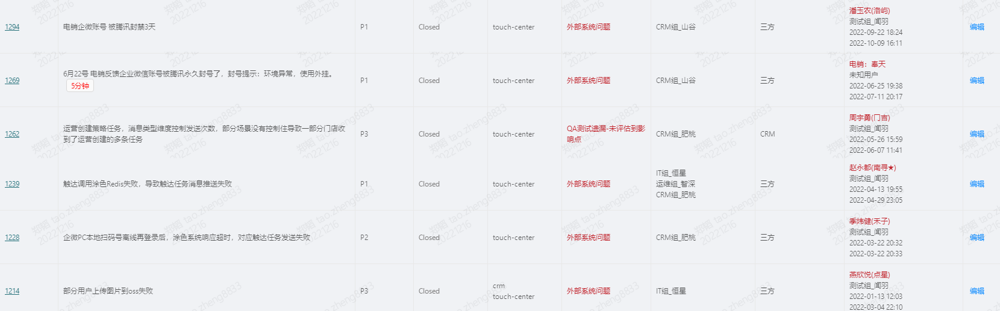 潘玉农(洛屿)
测试组_闻羽
1294 电销企微账号 被腾讯封禁3天 P1 Closed touch-center 外部系统问题 CRM组_山谷 三方 编辑
2022-09-22 18:24
2022-10-09 16:11
电销：奉天
6月22号 电销反馈企业微信账号被腾讯永久封号了，封号提示：环境异常，使用外挂。
未知用户
1269 P1 Closed touch-center 外部系统问题 CRM组_山谷 三方 编辑
5分钟
2022-06-25 19:38
2022-07-11 20:17
周宇勇(门吉)
运营创建策略任务，消息类型维度控制发送次数，部分场景没有控制住导致一部分门店收
到了运营创建的多条任务
1262 P3 Closed touch-center
QA测试遗漏-未评估到影
响点
CRM组_肥桃 CRM 编辑
测试组_闻羽
2022-05-26 15:59
2022-06-07 11:41
赵永都(南寻★)
1239 触达调用涂色Redis失败，导致触达任务消息推送失败 P1 Closed touch-center 外部系统问题
IT组_恒星
运维组_智深
CRM组_肥桃
三方 编辑
测试组_闻羽
2022-04-13 19:55
2022-04-29 23:05
季炜健(禾子)
1228 企微PC本地扫码号离线再登录后，涂色系统响应超时，对应触达任务发送失败 P2 Closed touch-center 外部系统问题 CRM组_肥桃 三方 编辑
测试组_闻羽
2022-03-22 20:32
2022-03-22 20:33
燕欣悦(点星)
1214 部分用户上传图片到oss失败 P3 Closed
crm
touch-center
外部系统问题 IT组_恒星 三方 编辑
测试组_闻羽
2022-01-13 12:03
2022-03-04 22:10
tao.zheng8833
20221216